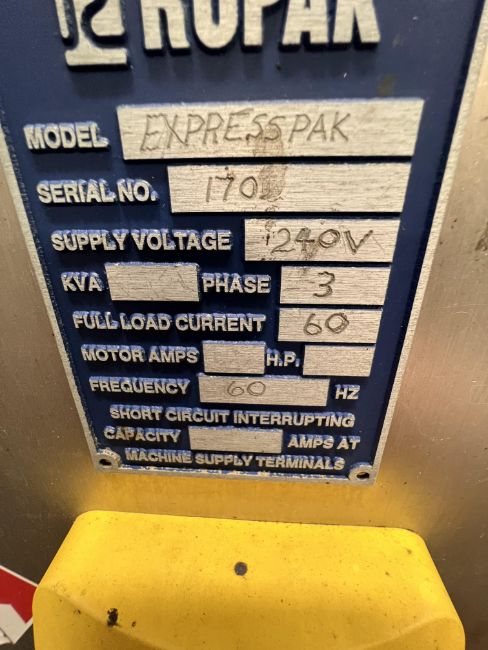 ROPAK
MODEL EXPRESSPAK
SERIAL NO. 170
SUPPLY VOLTAGE 240V
KVA PHASE 3
FULL LOAD CURRENT 60
MOTOR AMPS H.P.
FREQUENCY 60 HZ
SHORT CIRCUIT INTERRUPTING
CAPACITY AMPS AT
MACHINE SUPPLY TERMINALS